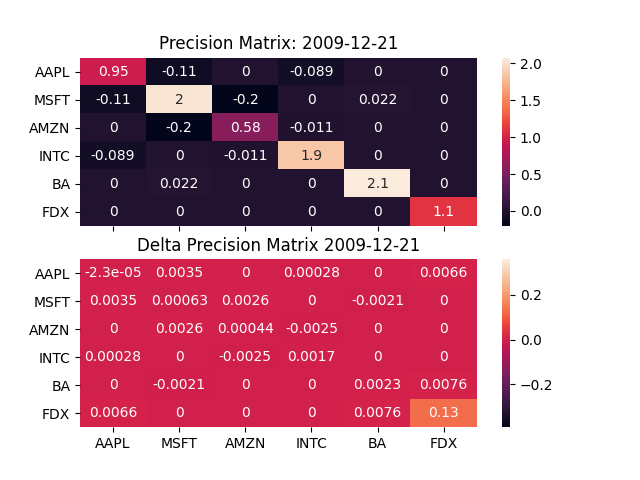 Precision Matrix: 2009-12-21
AAPL 0.95 -0.11 0 -0.089 0 0
MSFT -0.11 2 -0.2 0 0.022 0
AMZN 0 -0.2 0.58 -0.011 0 0
INTC -0.089 0 -0.011 1.9 0 0
BA 0 0.022 0 0 2.1 0
FDX 0 0 0 0 0 1.1
2.0
1.5
1.0
0.5
0.0
Delta Precision Matrix 2009-12-21
AAPL -2.3e-05 0.0035 0 0.00028 0 0.0066
MSFT 0.0035 0.00063 0.0026 0 -0.0021 0
AMZN 0 0.0026 0.00044 -0.0025 0 0
INTC 0.00028 0 -0.0025 0.0017 0 0
BA 0 -0.0021 0 0 0.0023 0.0076
FDX 0.0066 0 0 0 0.0076 0.13
AAPL MSFT AMZN INTC BA FDX
0.2
0.0
−0.2